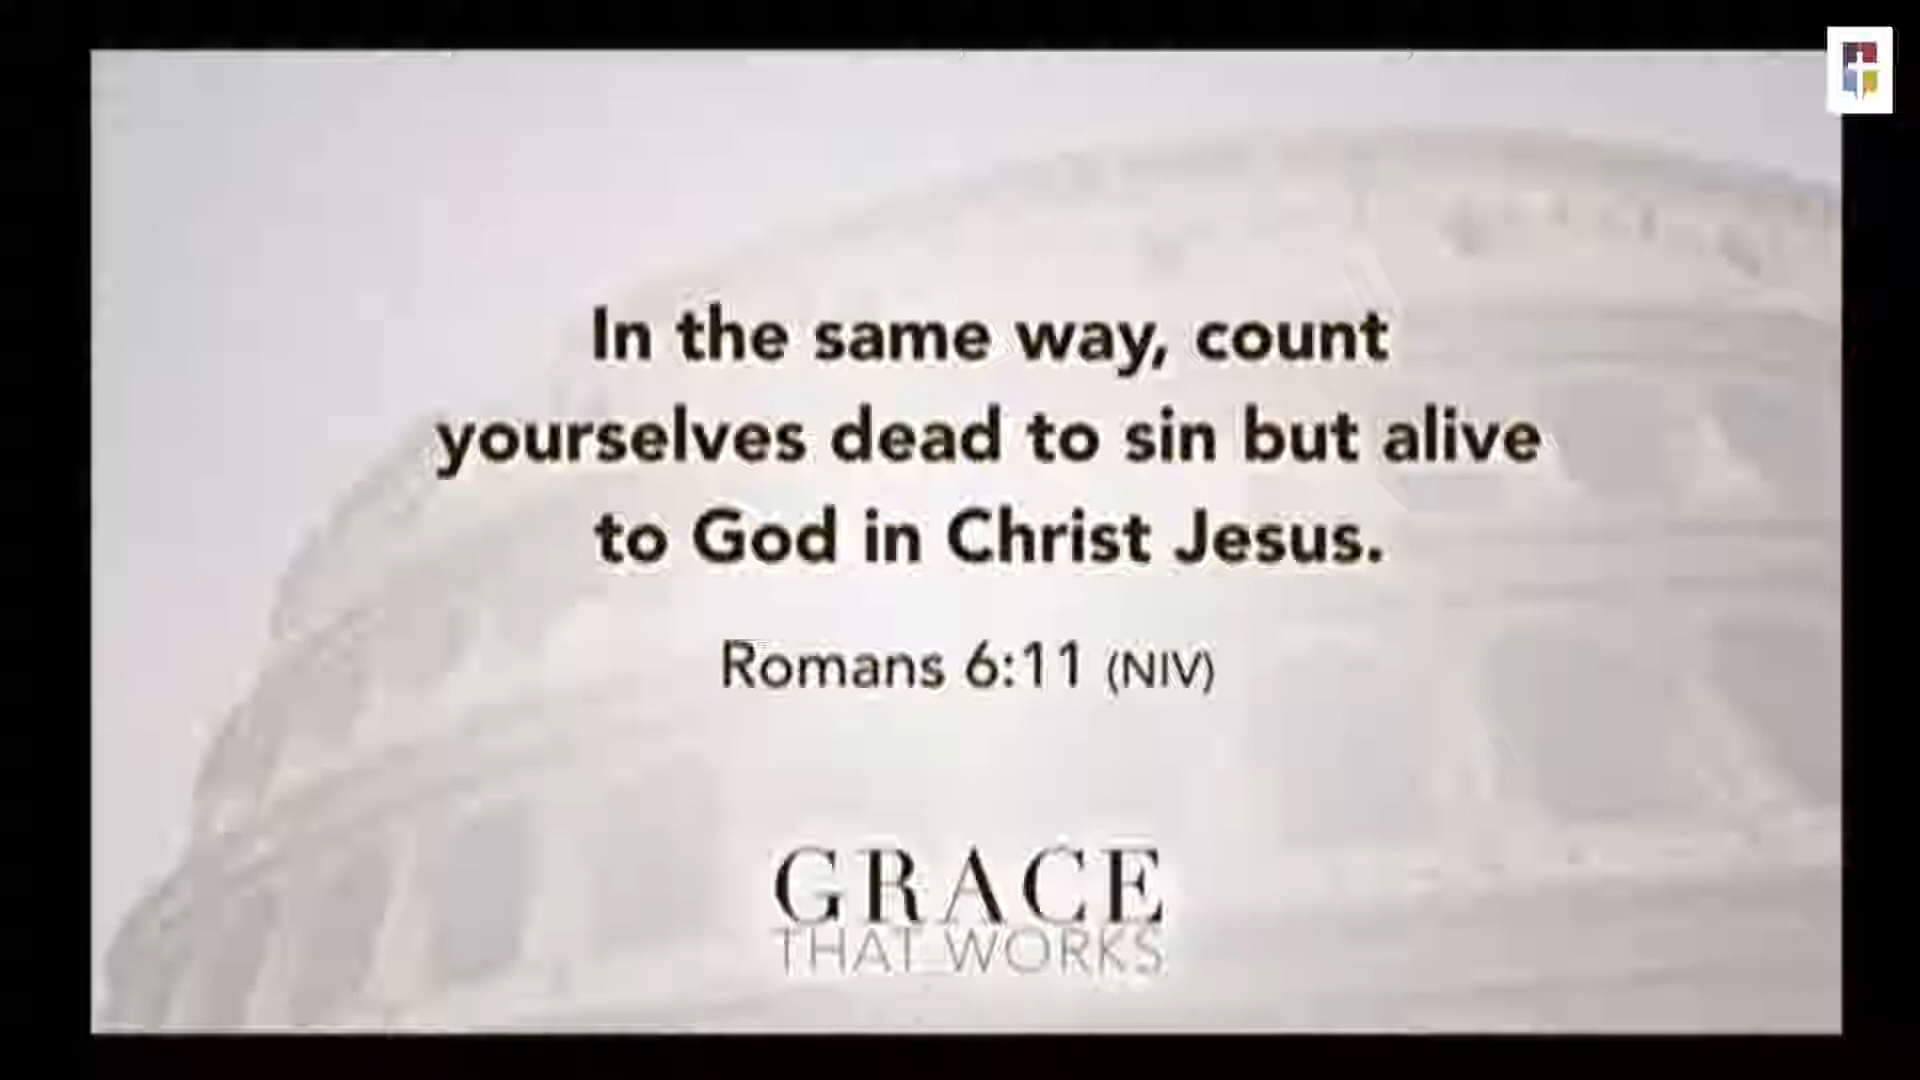 In the same way, count
yourselves dead to sin but alive
to God in Christ Jesus.
Romans 6:11 (NIV)
GRACE
THAT WORKS